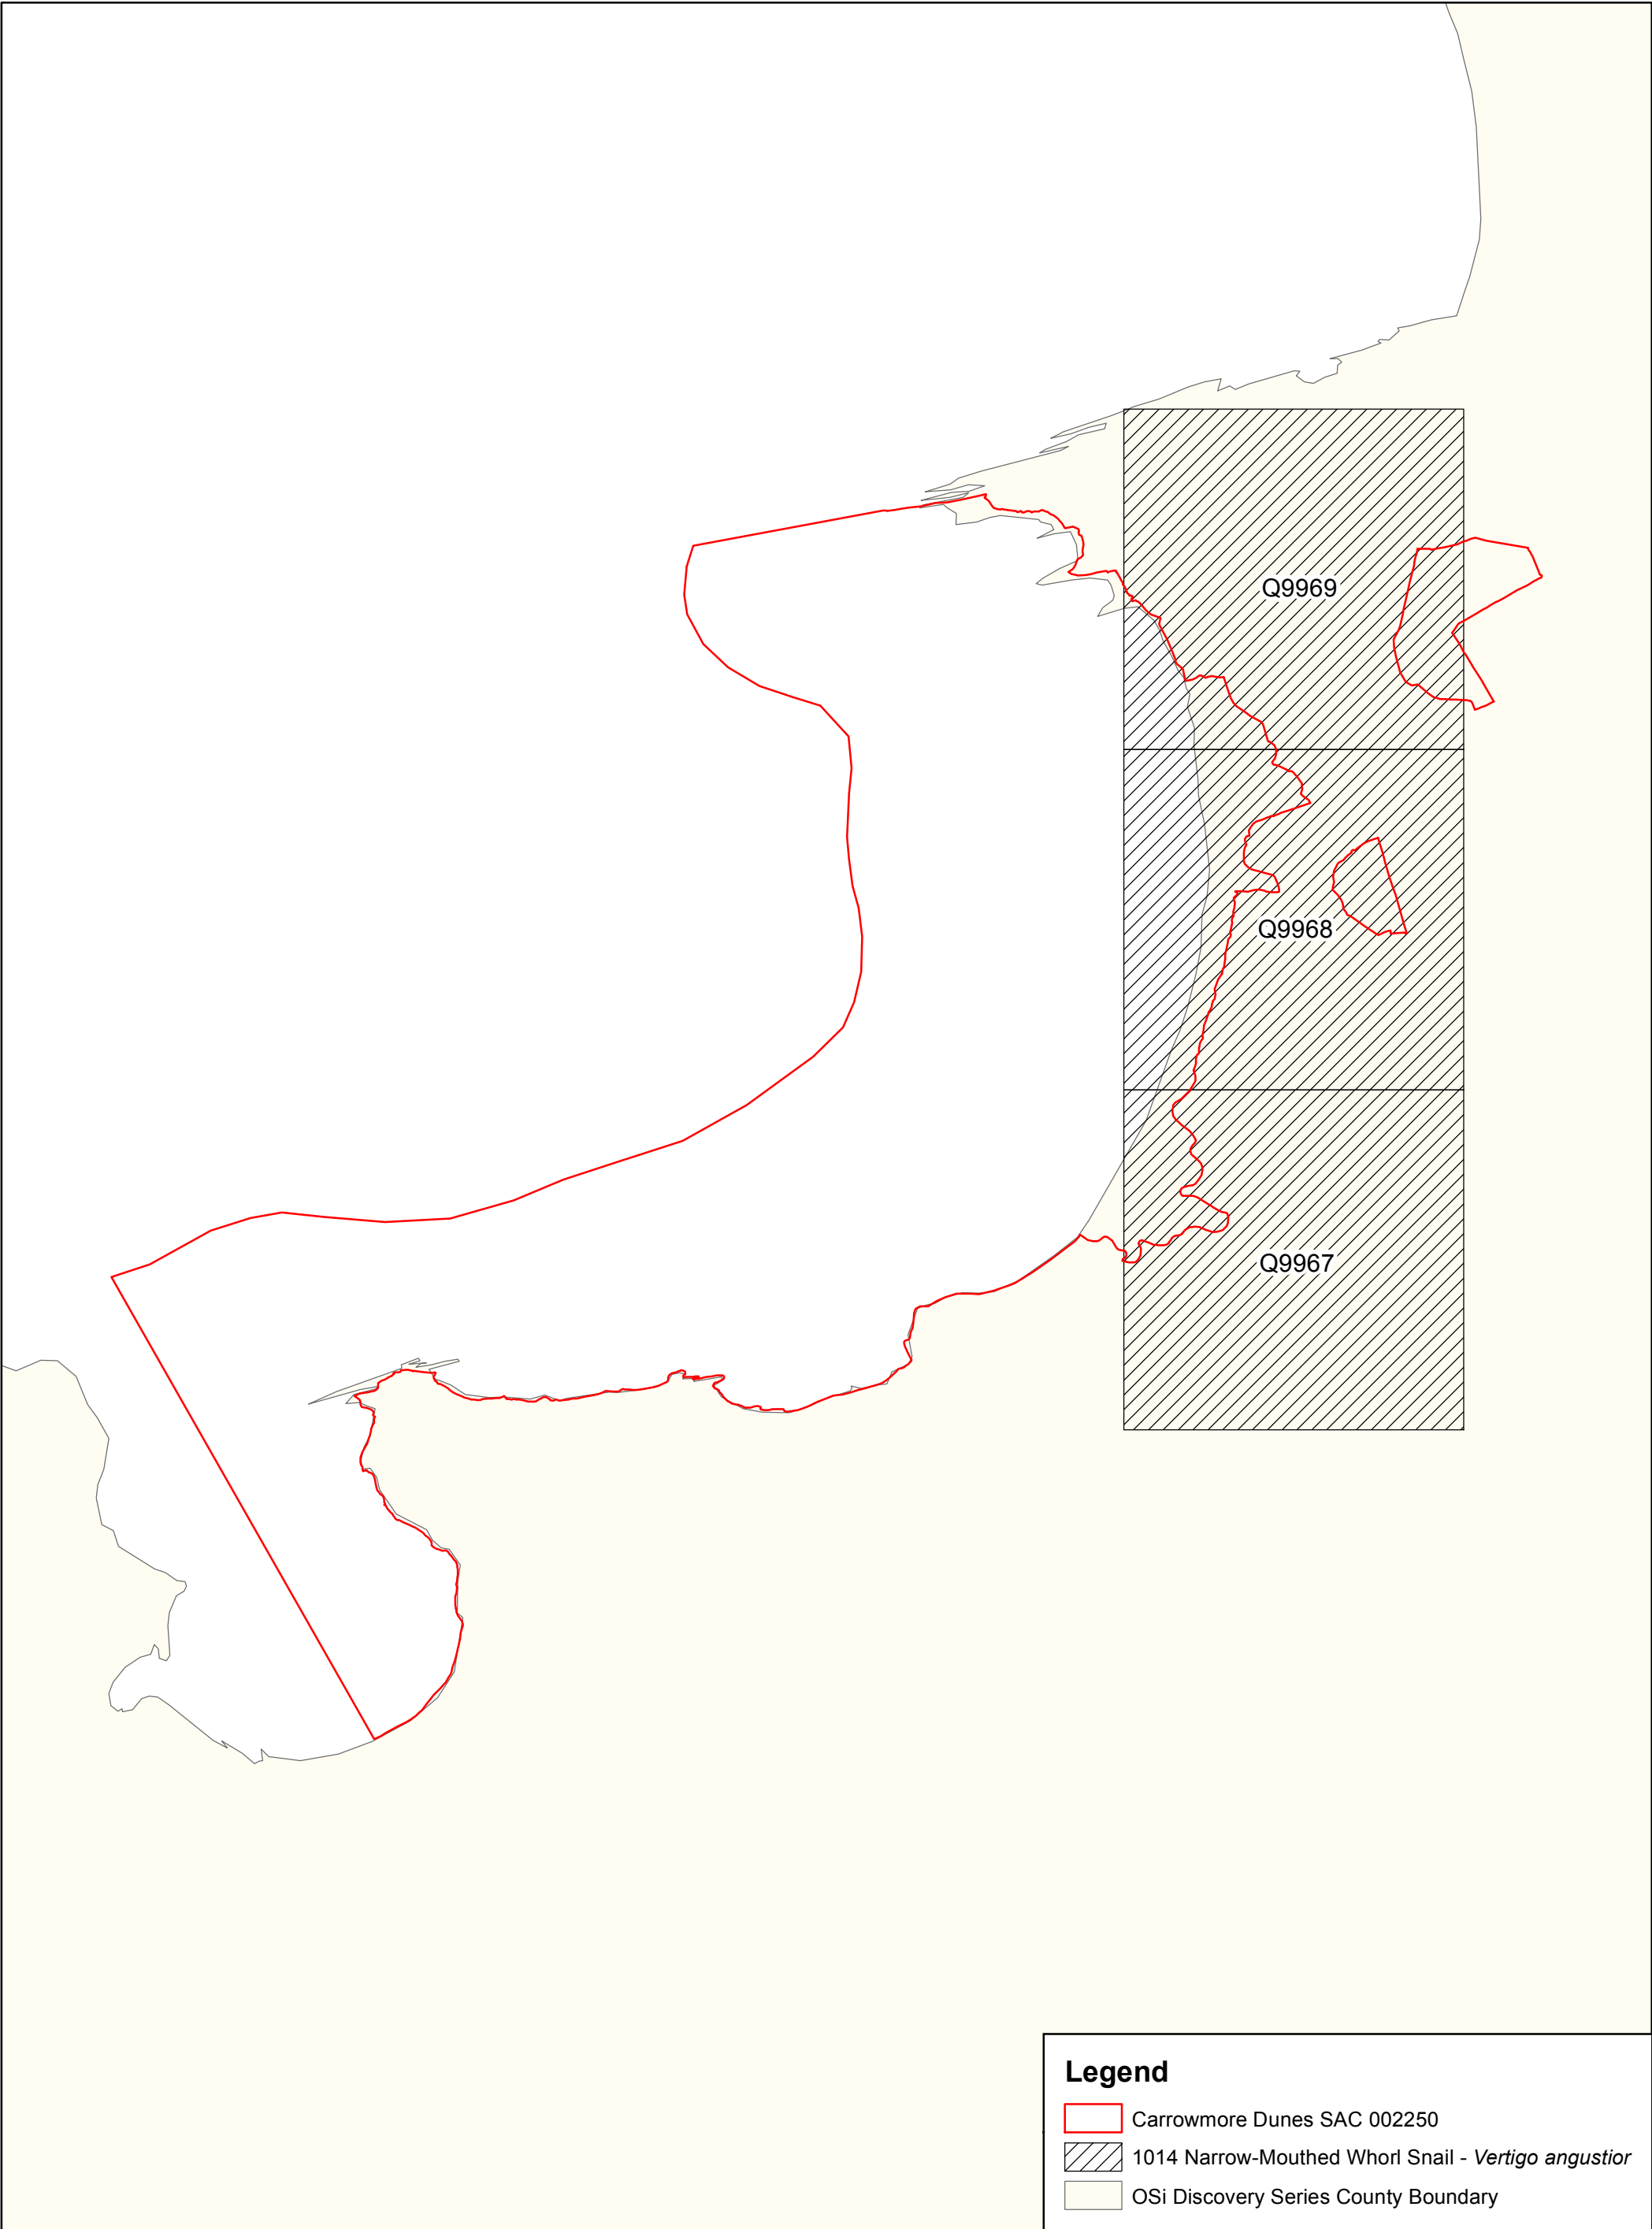 Q9969
Q9968
Q9967
Legend
Carrowmore Dunes SAC 002250
1014 Narrow-Mouthed Whorl Snail - Vertigo angustior
OSi Discovery Series County Boundary